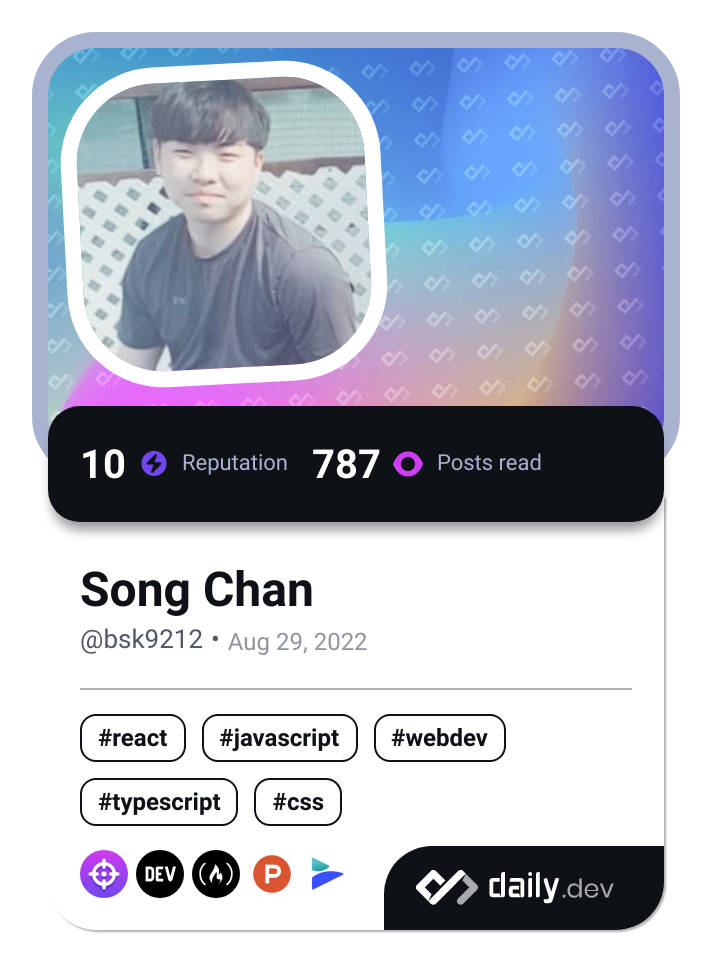 10 Reputation 787 Posts read
Song Chan
@bsk9212 • Aug 29, 2022
#react #javascript #webdev
#typescript #css
DEV P daily.dev